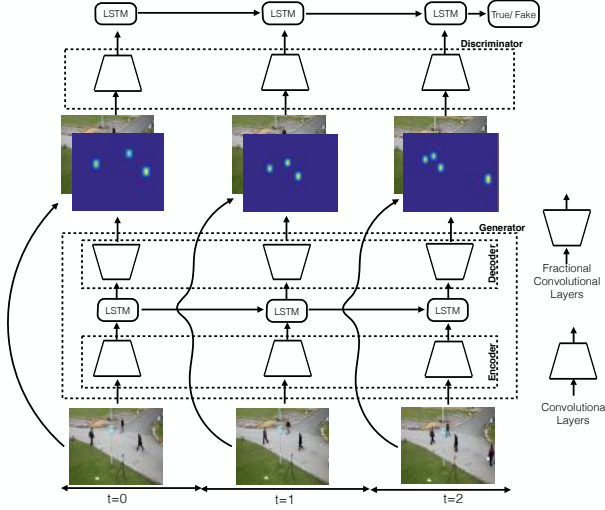 LSTM
LSTM
LSTM
True/ Fake
Discriminator
Generator
Decoder
LSTM
LSTM
LSTM
Encoder
Fractional
Convolutional
Layers
Convolutional
Layers
t=0
t=1
t=2